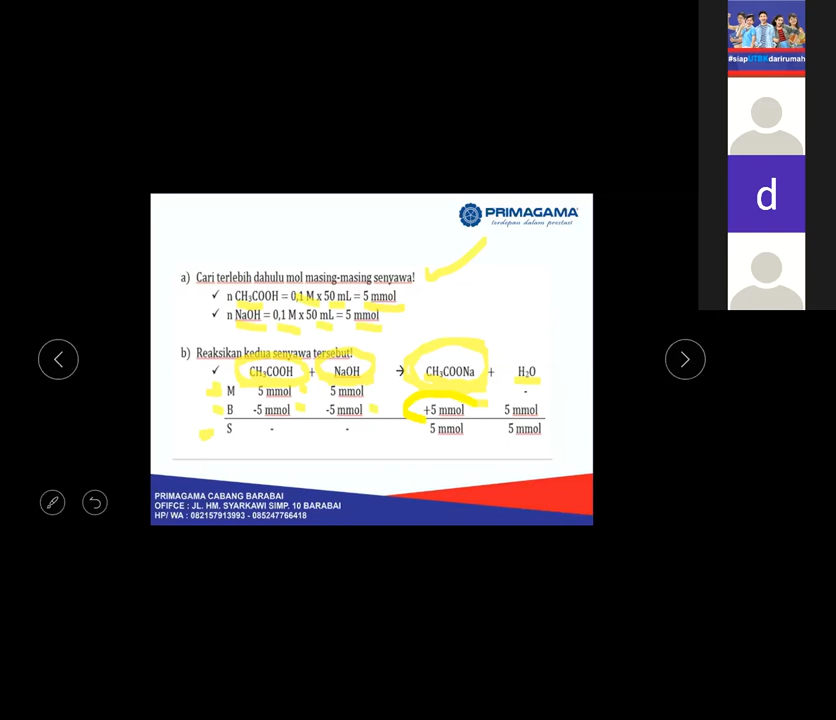 #siapUTBKdarirumah
d
PRIMAGAMA
terdepan dalam prestasi
a) Cari terlebih dahulu mol masing-masing senyawa!
✓ n CH₃COOH = 0,1 M x 50 mL = 5 mmol
✓ n NaOH = 0,1 M x 50 mL = 5 mmol
b) Reaksikan kedua senyawa tersebut!
✓ CH₃COOH + NaOH → CH₃COONa + H₂O
M 5 mmol 5 mmol -
B -5 mmol -5 mmol +5 mmol 5 mmol
S - - 5 mmol 5 mmol
PRIMAGAMA CABANG BARABAI
OFIFCE : JL. HM. SYARKAWI SIMP. 10 BARABAI
HP/ WA : 082157913993 - 085247766418